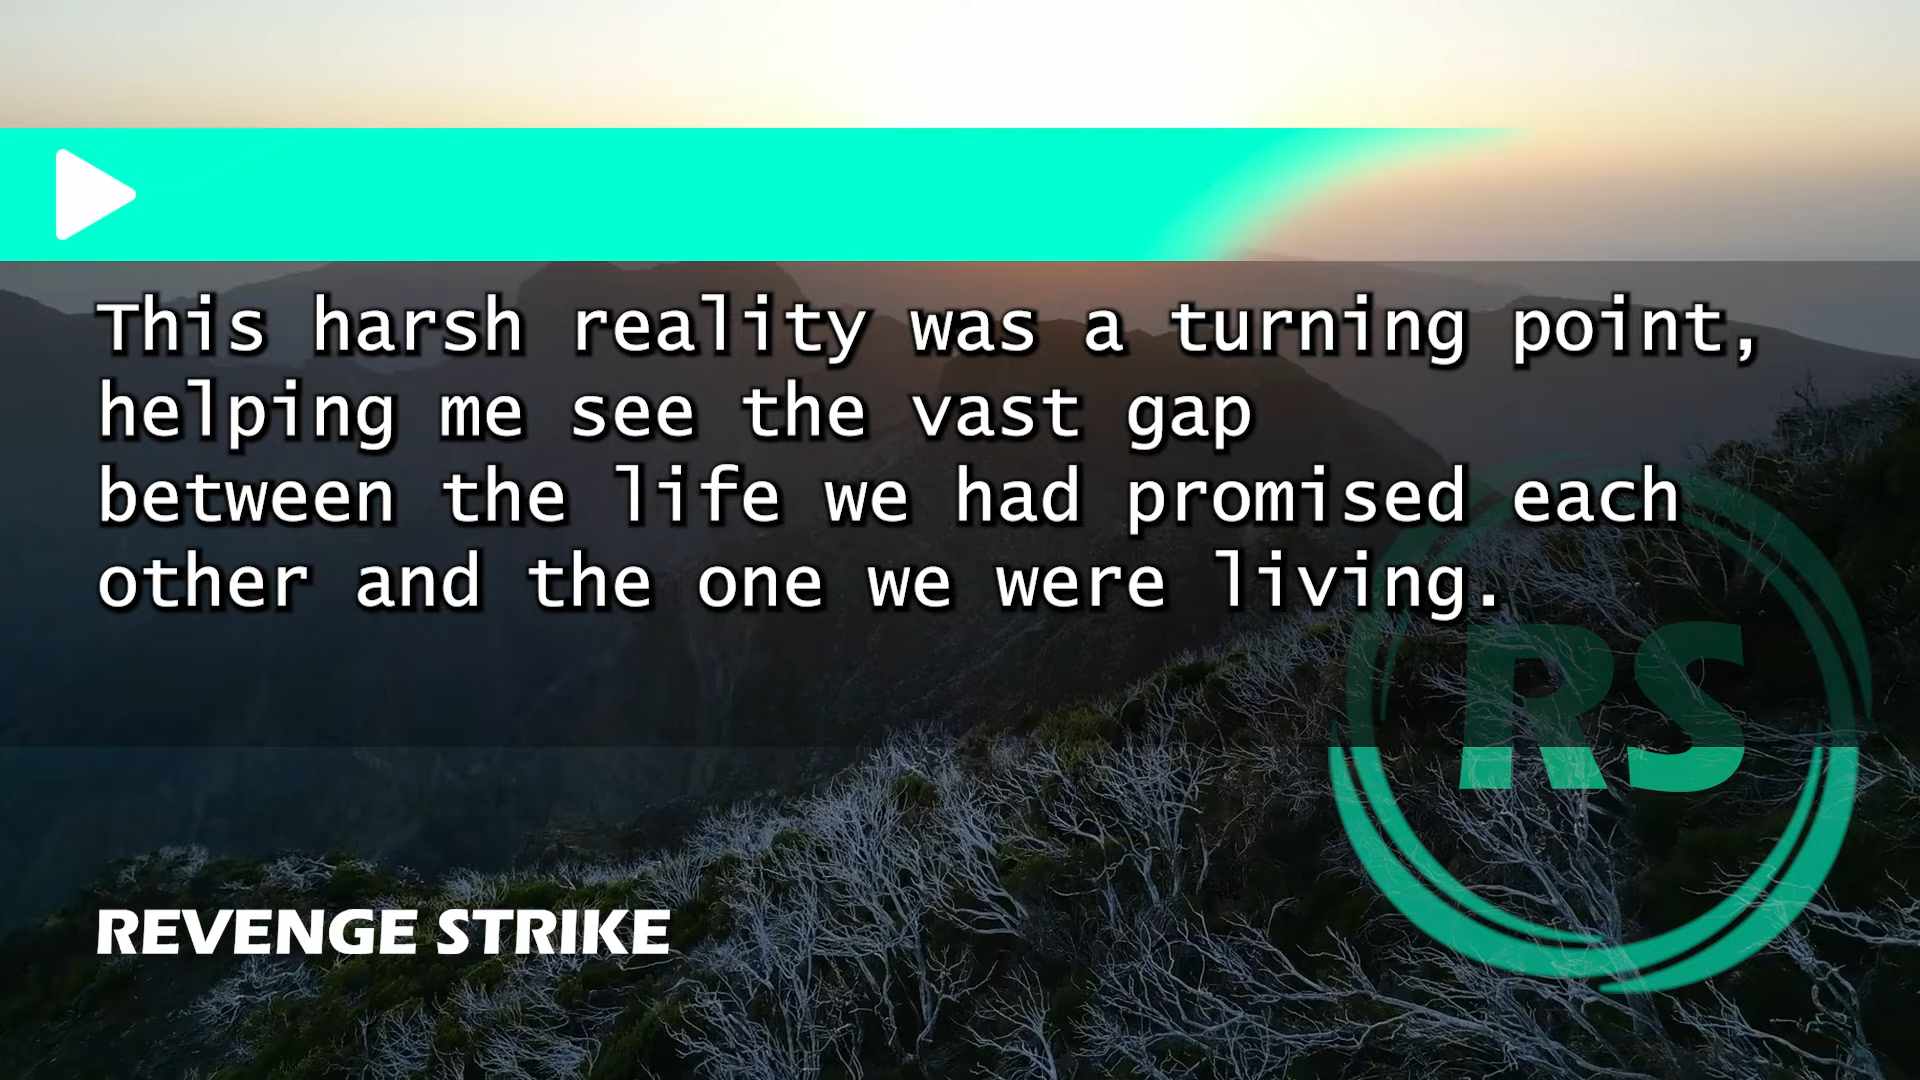 This harsh reality was a turning point,
helping me see the vast gap
between the life we had promised each
other and the one we were living.
RS
REVENGE STRIKE